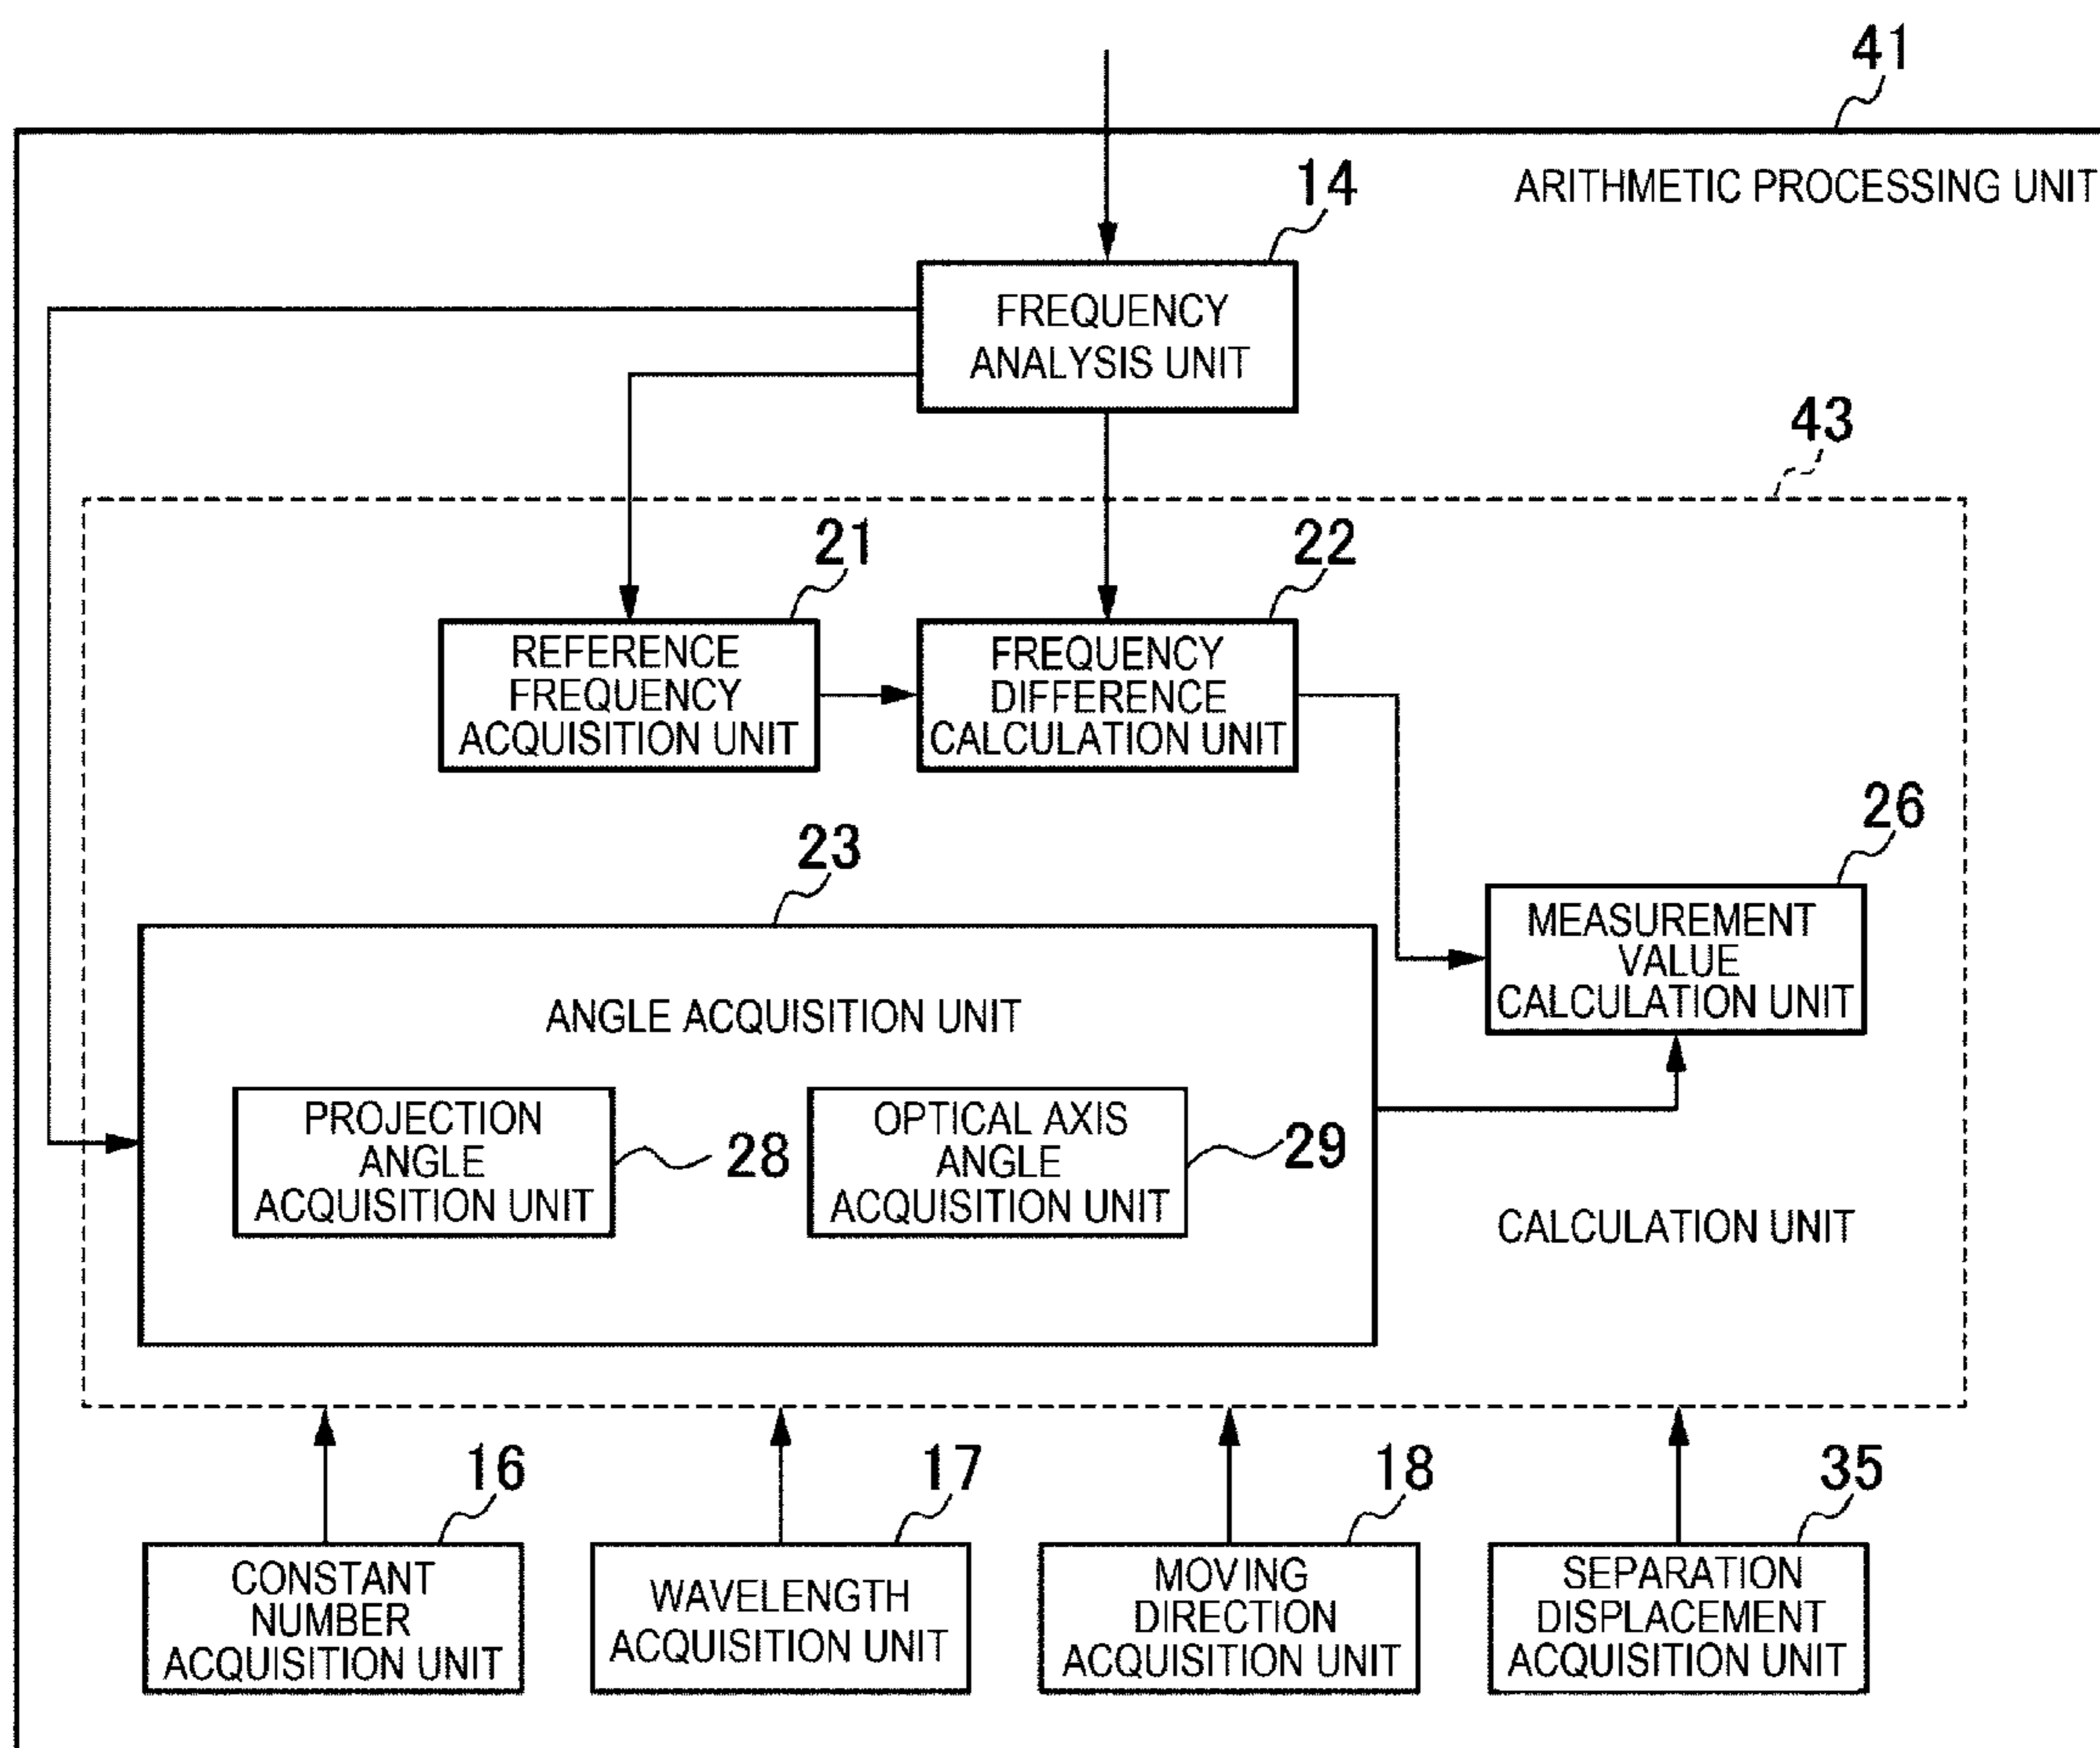 41
ARITHMETIC PROCESSING UNIT
14
FREQUENCY
ANALYSIS UNIT
43
21
REFERENCE
FREQUENCY
ACQUISITION UNIT
22
FREQUENCY
DIFFERENCE
CALCULATION UNIT
26
MEASUREMENT
VALUE
CALCULATION UNIT
23
ANGLE ACQUISITION UNIT
PROJECTION
ANGLE
ACQUISITION UNIT
28
OPTICAL AXIS
ANGLE
ACQUISITION UNIT
29
CALCULATION UNIT
16
CONSTANT
NUMBER
ACQUISITION UNIT
17
WAVELENGTH
ACQUISITION UNIT
18
MOVING
DIRECTION
ACQUISITION UNIT
35
SEPARATION
DISPLACEMENT
ACQUISITION UNIT